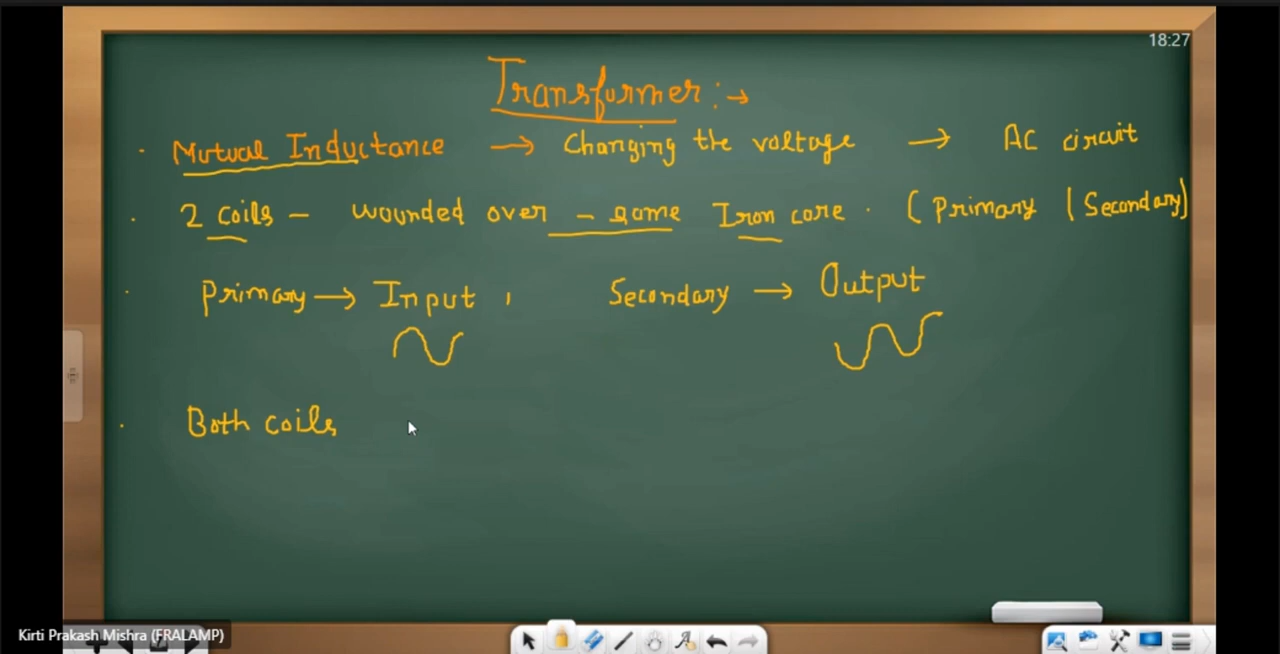 18:27
Transformer :→
· Mutual Inductance → Changing the voltage → AC circuit
· 2 coils – wounded over – same Iron core. (Primary | Secondary)
· Primary → Input , Secondary → Output
· Both coils
Kirti Prakash Mishra (FRALAMP)